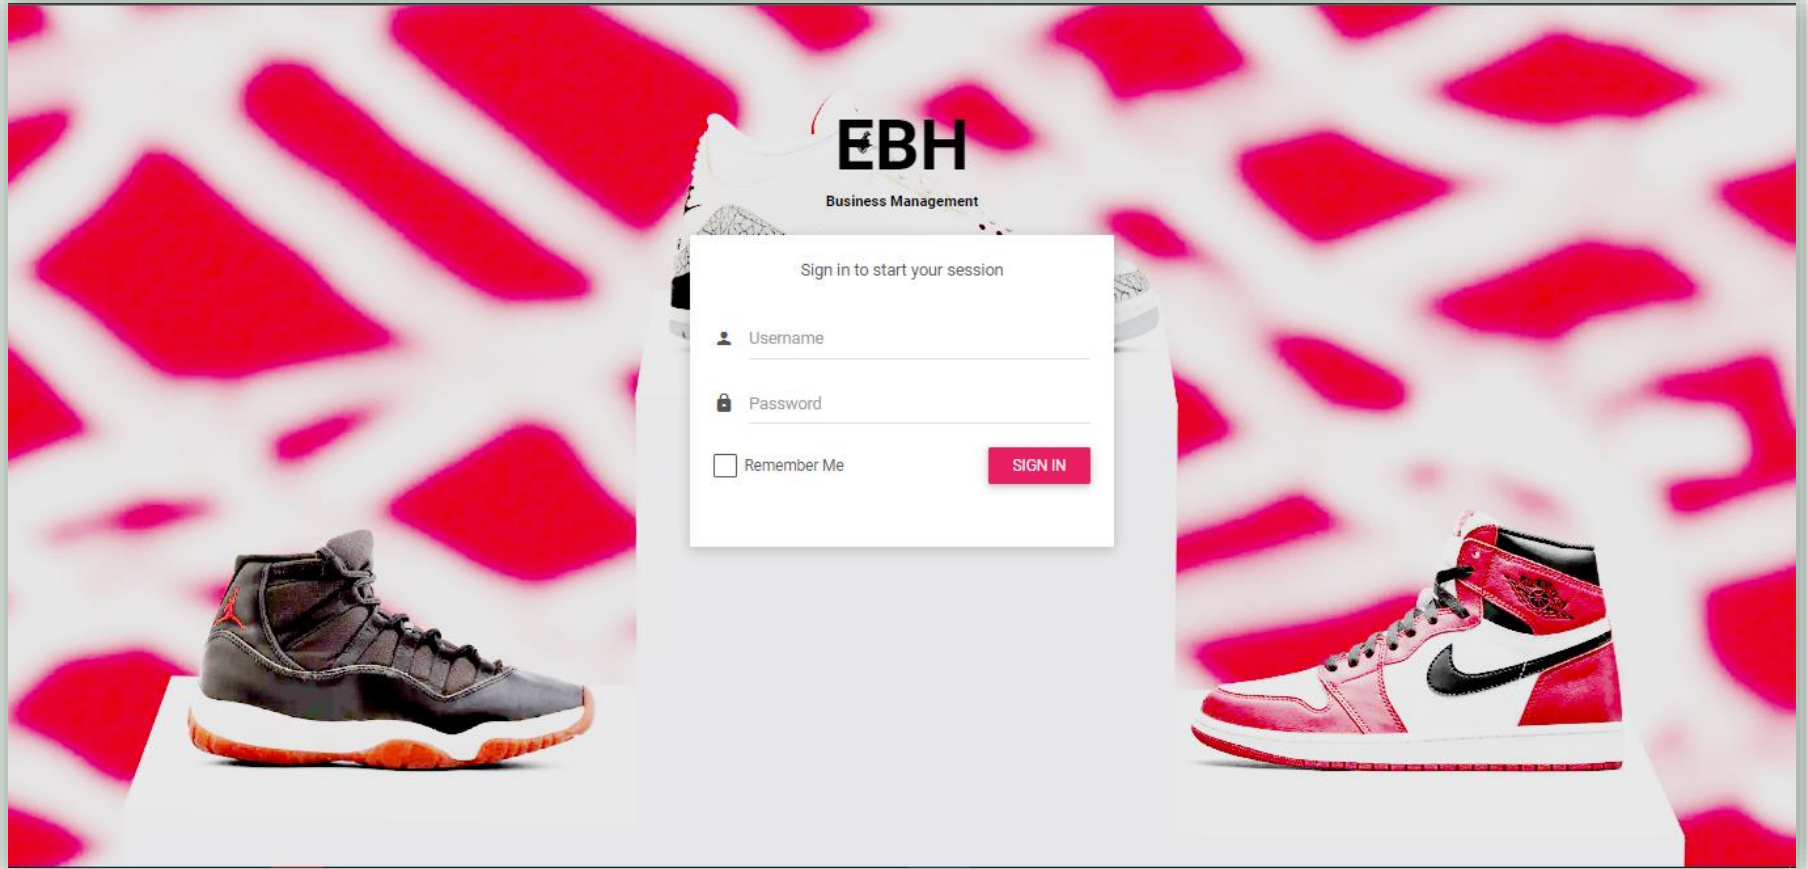 EBH
Business Management
Sign in to start your session
Username
Password
Remember Me
SIGN IN